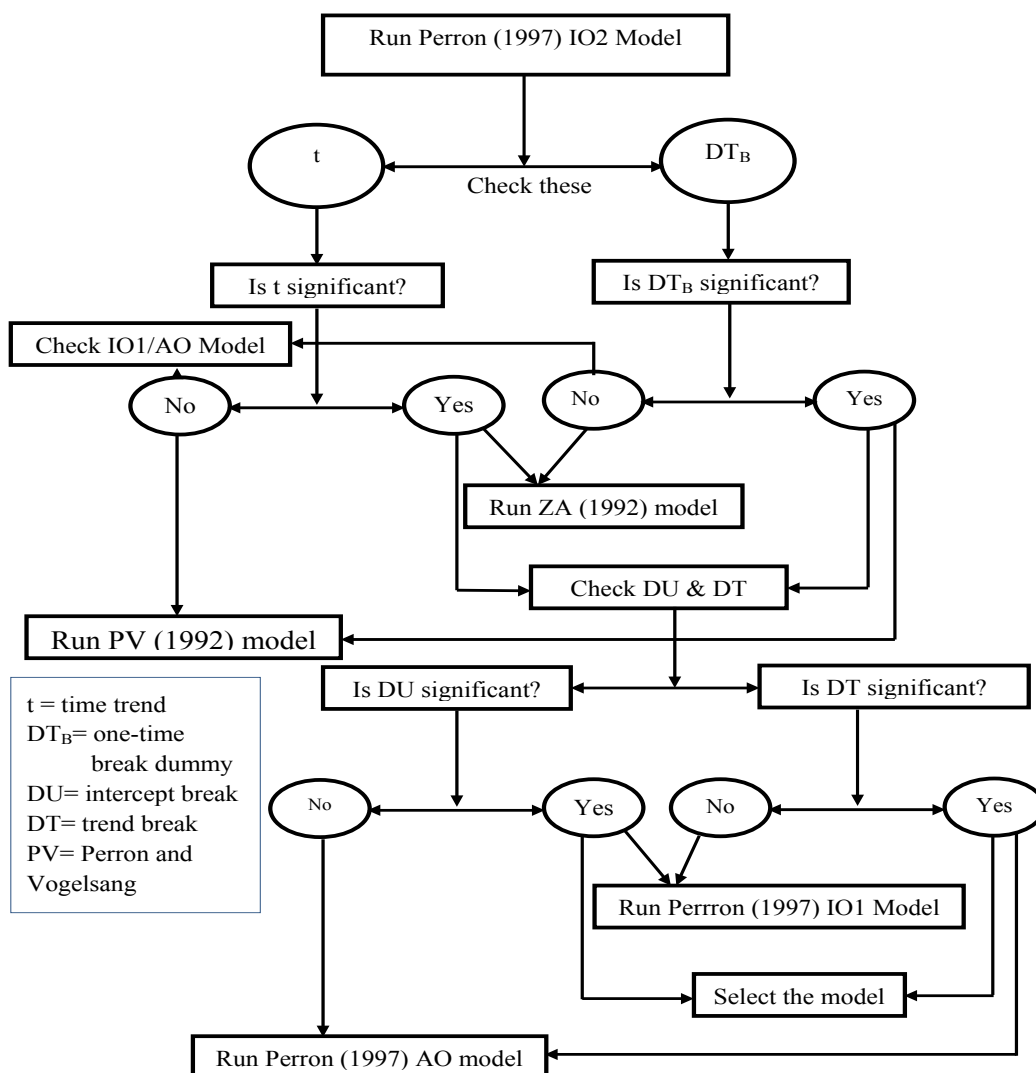 Run Perron (1997) IO2 Model
t
DTB
Check these
Is t significant?
Is DTB significant?
Check IO1/AO Model
No
Yes
No
Yes
Run ZA (1992) model
Check DU & DT
Run PV (1992) model
Is DU significant?
Is DT significant?
t = time trend
DTB= one-time
break dummy
DU= intercept break
DT= trend break
PV= Perron and
Vogelsang
No
Yes
No
Yes
Run Perrron (1997) IO1 Model
Select the model
Run Perron (1997) AO model